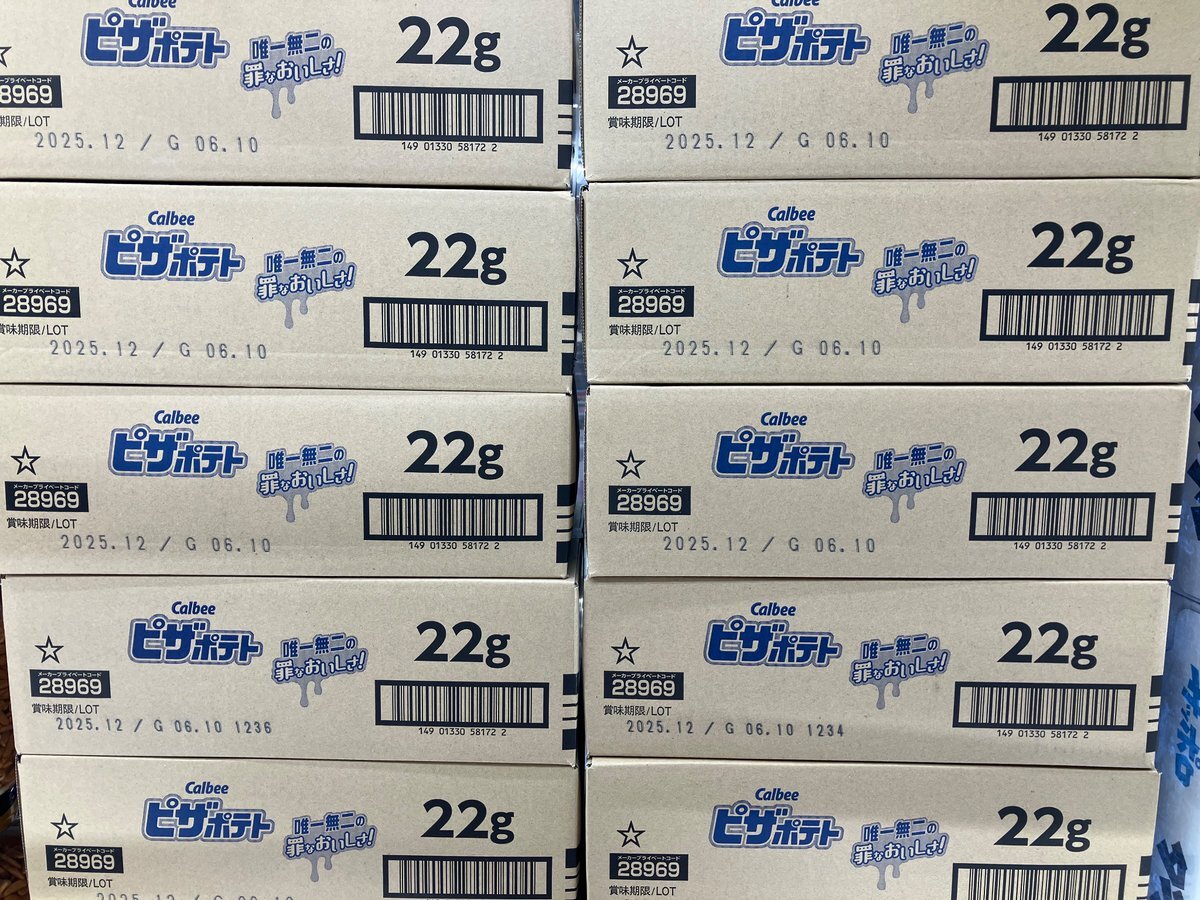 Calbee
ピザポテト
唯一無二の
罪なおいしさ!
22g
☆
メーカープライベートコード
28969
賞味期限/LOT
2025.12 / G 06.10
149 01330 58172 2
Calbee
ピザポテト
唯一無二の
罪なおいしさ!
22g
☆
メーカープライベートコード
28969
賞味期限/LOT
2025.12 / G 06.10
149 01330 58172 2
Calbee
ピザポテト
唯一無二の
罪なおいしさ!
22g
☆
メーカープライベートコード
28969
賞味期限/LOT
2025.12 / G 06.10
149 01330 58172 2
Calbee
ピザポテト
唯一無二の
罪なおいしさ!
22g
☆
メーカープライベートコード
28969
賞味期限/LOT
2025.12 / G 06.10
149 01330 58172 2
Calbee
ピザポテト
唯一無二の
罪なおいしさ!
22g
☆
メーカープライベートコード
28969
賞味期限/LOT
2025.12 / G 06.10
149 01330 58172 2
Calbee
ピザポテト
唯一無二の
罪なおいしさ!
22g
☆
メーカープライベートコード
28969
賞味期限/LOT
2025.12 / G 06.10
149 01330 58172 2
Calbee
ピザポテト
唯一無二の
罪なおいしさ!
22g
☆
メーカープライベートコード
28969
賞味期限/LOT
2025.12 / G 06.10 1236
149 01330 58172 2
Calbee
ピザポテト
唯一無二の
罪なおいしさ!
22g
☆
メーカープライベートコード
28969
賞味期限/LOT
2025.12 / G 06.10 1234
149 01330 58172 2
Calbee
ピザポテト
唯一無二の
罪なおいしさ!
22g
☆
メーカープライベートコード
28969
賞味期限/LOT
Calbee
ピザポテト
唯一無二の
罪なおいしさ!
22g
☆
メーカープライベートコード
28969
賞味期限/LOT